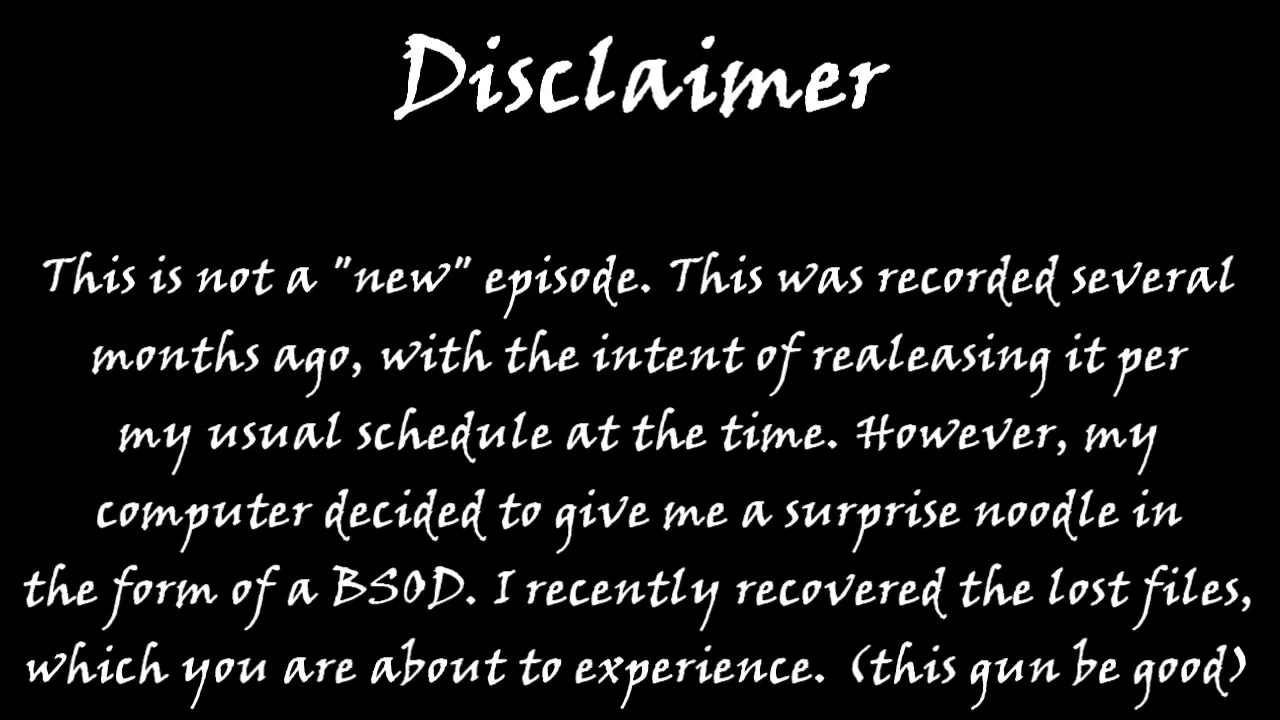 Disclaimer
This is not a "new" episode. This was recorded several
months ago, with the intent of realeasing it per
my usual schedule at the time. However, my
computer decided to give me a surprise noodle in
the form of a BSOD. I recently recovered the lost files,
which you are about to experience. (this gun be good)